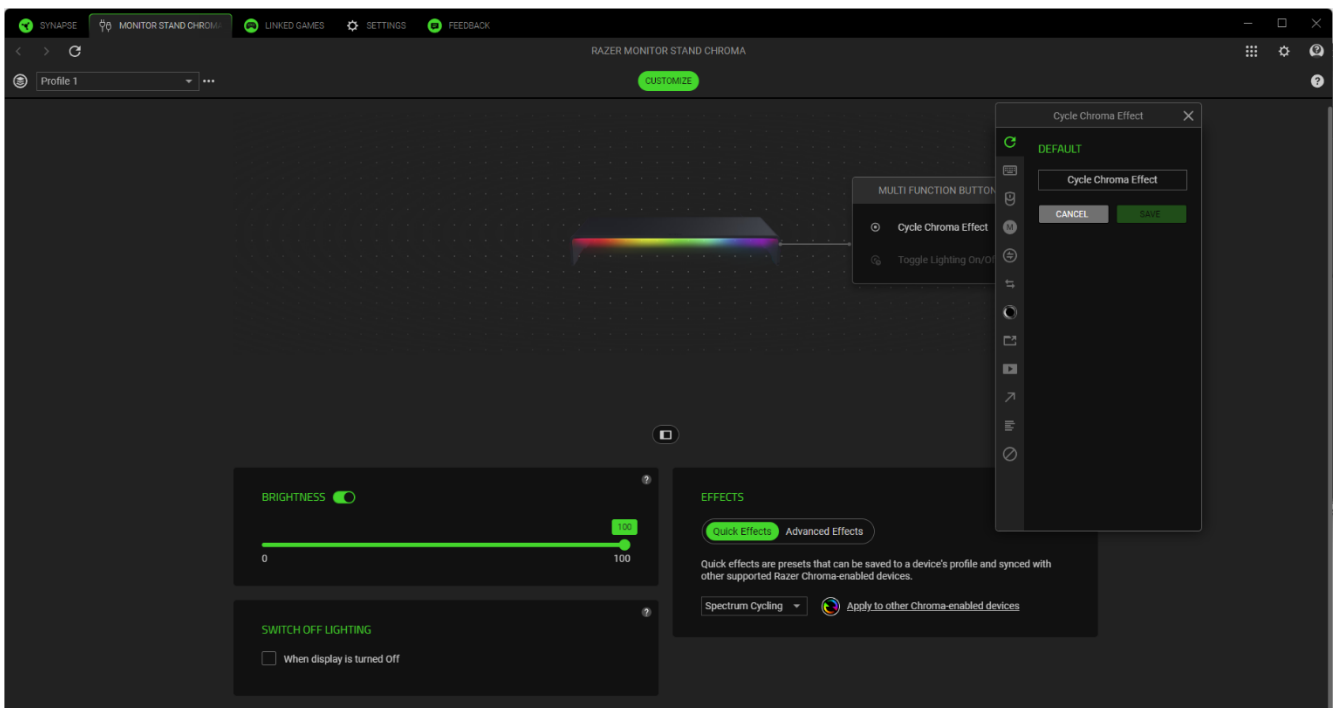 SYNAPSE
MONITOR STAND CHROM
LINKED GAMES
SETTINGS
FEEDBACK
RAZER MONITOR STAND CHROMA
Profile 1
CUSTOMIZE
Cycle Chroma Effect
DEFAULT
Cycle Chroma Effect
CANCEL
SAVE
MULTI FUNCTION BUTTON
Cycle Chroma Effect
Toggle Lighting On/Of
M
BRIGHTNESS
100
0
100
SWITCH OFF LIGHTING
When display is turned Off
EFFECTS
Quick Effects
Advanced Effects
Quick effects are presets that can be saved to a device's profile and synced with
other supported Razer Chroma-enabled devices.
Spectrum Cycling
Apply to other Chroma-enabled devices